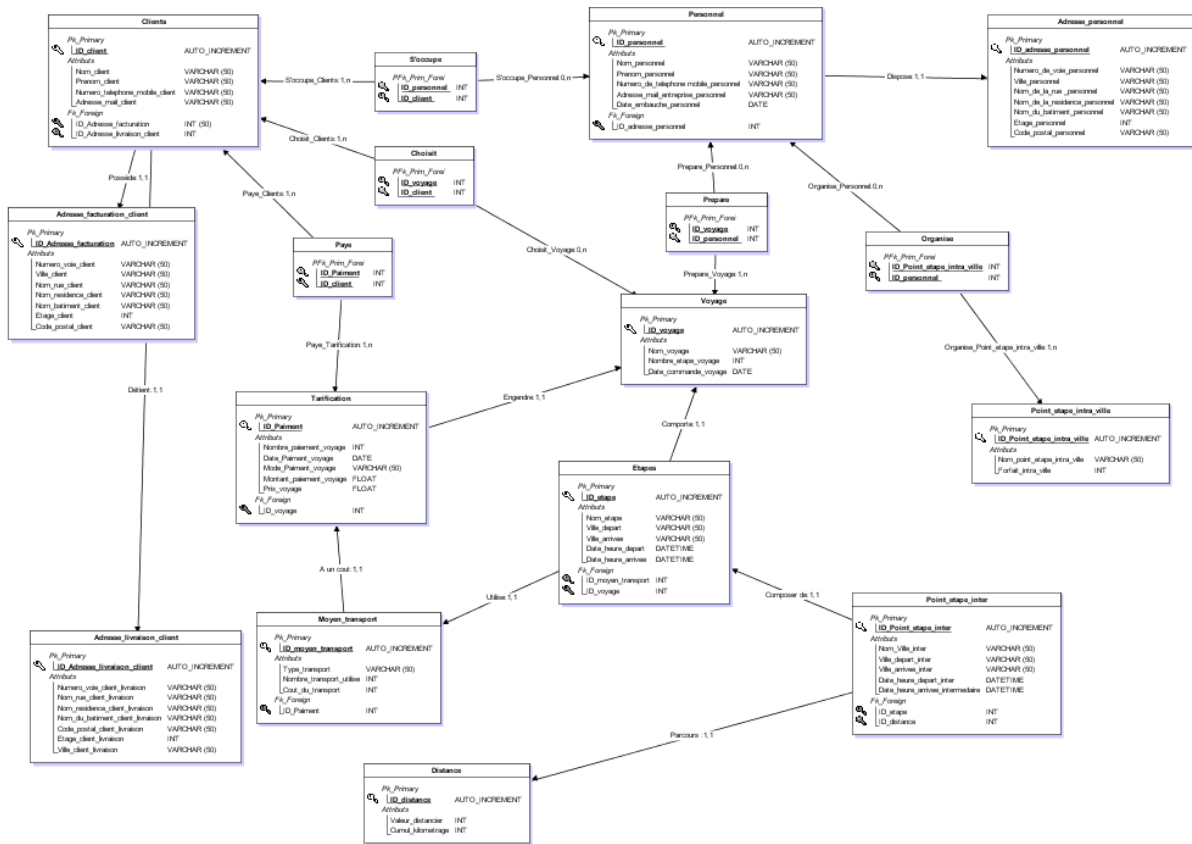 Clients
Pk_Primary
ID_client AUTO_INCREMENT
Attributs
Nom_client VARCHAR (50)
Prenom_client VARCHAR (50)
Numero_telephone_mobile_client VARCHAR (50)
Adresse_mail_client VARCHAR (50)
Fk_Foreign
ID_Adresse_facturation INT (50)
ID_Adresse_livraison_client INT
S'occupe_Clients:1,n
S'occupe
PFk_Prim_Forei
ID_personnel INT
ID_client INT
S'occupe_Personnel:0,n
Personnel
Pk_Primary
ID_personnel AUTO_INCREMENT
Attributs
Nom_personnel VARCHAR (50)
Prenom_personnel VARCHAR (50)
Numero_de_telephone mobile_personnel VARCHAR (50)
Adresse_mail_entreprise_personnel VARCHAR (50)
Date_embauche_personnel DATE
Fk_Foreign
ID_adresse_personnel INT
Dispose:1,1
Adresse_personnel
Pk_Primary
ID_adresse_personnel AUTO_INCREMENT
Attributs
Numero_de_voie_personnel VARCHAR (50)
Ville_personnel VARCHAR (50)
Nom_de_la_rue _personnel VARCHAR (50)
Nom_de_la_residence_personnel VARCHAR (50)
Nom_du_batiment_personnel VARCHAR (50)
Etage_personnel INT
Code_postal_personnel VARCHAR (50)
Choisit_Clients:1,n
Choisit
PFk_Prim_Forei
ID_voyage INT
ID_client INT
Choisit_Voyage:0,n
Possède:1,1
Paye_Clients:1,n
Prepare_Personnel:0,n
Organise_Personnel:0,n
Adresse_facturation_client
Pk_Primary
ID_Adresse_facturation AUTO_INCREMENT
Attributs
Numero_voie_client VARCHAR (50)
Ville_client VARCHAR (50)
Nom_rue_client VARCHAR (50)
Nom_residence_client VARCHAR (50)
Nom_batiment_client VARCHAR (50)
Etage_client INT
Code_postal_client VARCHAR (50)
Paye
PFk_Prim_Forei
ID_Paiment INT
ID_client INT
Prepare
PFk_Prim_Forei
ID_voyage INT
ID_personnel INT
Prepare_Voyage:1,n
Organise
PFk_Prim_Forei
ID_Point_etape_intra_ville INT
ID_personnel INT
Organise_Point_etape_intra_ville:1,n
Voyage
Pk_Primary
ID_voyage AUTO_INCREMENT
Attributs
Nom_voyage VARCHAR (50)
Nombre_etape_voyage INT
Date_commande_voyage DATE
Paye_Tarification:1,n
Détient:1,1
Engendre:1,1
Comporte:1,1
Tarification
Pk_Primary
ID_Paiment AUTO_INCREMENT
Attributs
Nombre_paiement_voyage INT
Date_Paiment_voyage DATE
Mode_Paiment_voyage VARCHAR (50)
Montant_paiement_voyage FLOAT
Prix_voyage FLOAT
Fk_Foreign
ID_voyage INT
Point_etape_intra_ville
Pk_Primary
ID_Point_etape_intra_ville AUTO_INCREMENT
Attributs
Nom_point_etape_intra_ville VARCHAR (50)
Forfait_intra_ville INT
Etapes
Pk_Primary
ID_etape AUTO_INCREMENT
Attributs
Nom_etape VARCHAR (50)
Ville_depart VARCHAR (50)
Ville_arrivee VARCHAR (50)
Date_heure_depart DATETIME
Date_heure_arrivee DATETIME
Fk_Foreign
ID_moyen_transport INT
ID_voyage INT
A un cout:1,1
Utilise:1,1
Composer de:1,1
Moyen_transport
Pk_Primary
ID_moyen_transport AUTO_INCREMENT
Attributs
Type_transport VARCHAR (50)
Nombre_transport_utilise INT
Cout_du_transport INT
Fk_Foreign
ID_Paiment INT
Point_etape_inter
Pk_Primary
ID_Point_etape_inter AUTO_INCREMENT
Attributs
Nom_Ville_inter VARCHAR (50)
Ville_depart_inter VARCHAR (50)
Ville_arrivee_inter VARCHAR (50)
Date_heure_depart_inter DATETIME
Date_heure_arrivee_intermedaire DATETIME
Fk_Foreign
ID_etape INT
ID_distance INT
Adresse_livraison_client
Pk_Primary
ID_Adresse_livraison_client AUTO_INCREMENT
Attributs
Numero_voie_client_livraison VARCHAR (50)
Nom_rue_client_livraison VARCHAR (50)
Nom_residence_client_livraison VARCHAR (50)
Nom_du_batiment_client_livraison VARCHAR (50)
Code_postal_client_livraison VARCHAR (50)
Etage_client_livraison INT
Ville_client_livraison VARCHAR (50)
Parcours :1,1
Distance
Pk_Primary
ID_distance AUTO_INCREMENT
Attributs
Valeur_distancier INT
Cumul_kilometrage INT